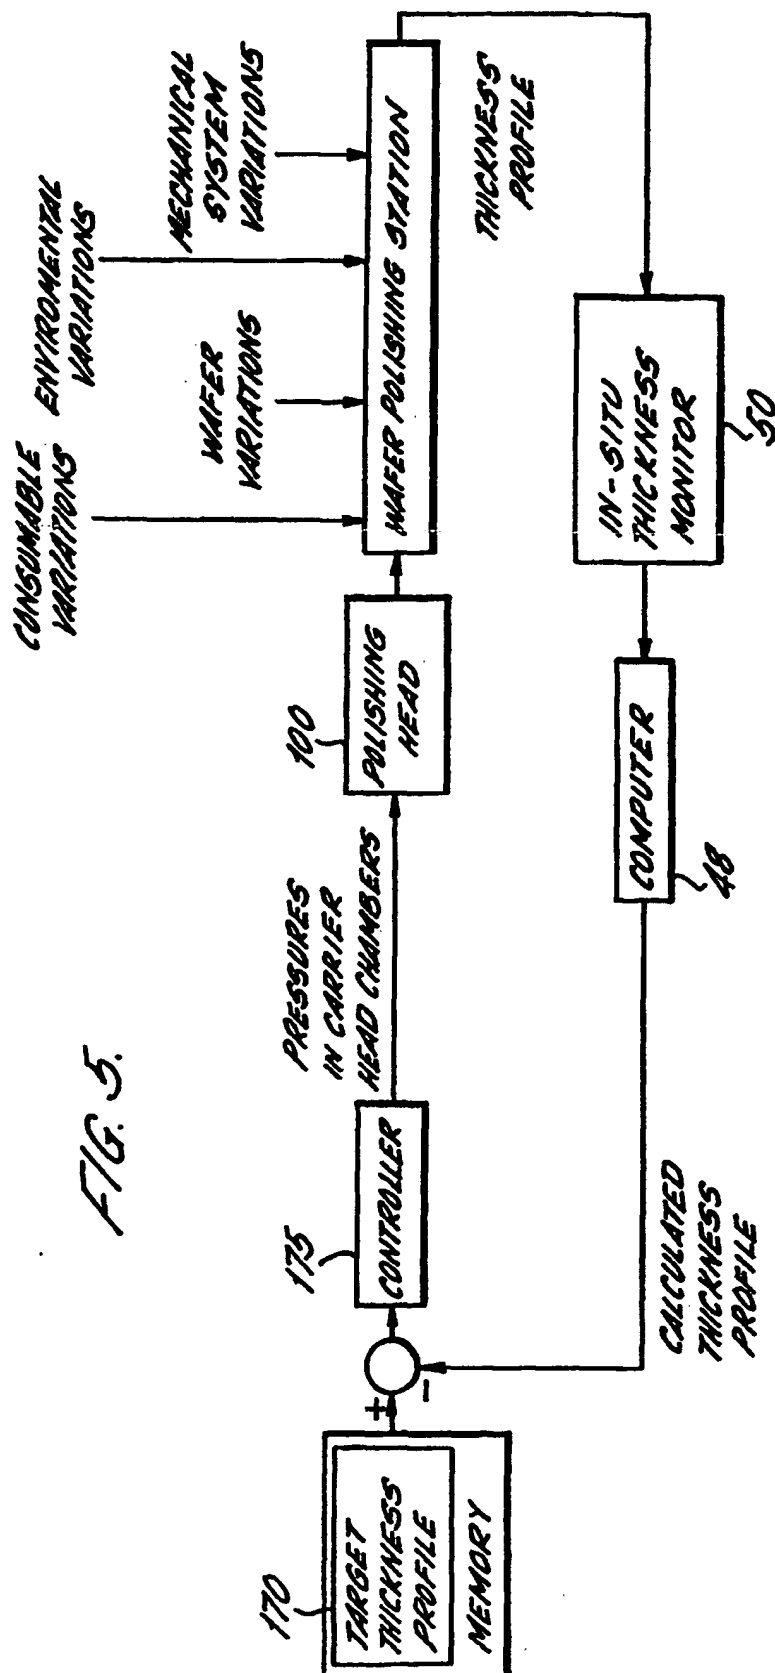 FIG. 5.
170
TARGET
THICKNESS
PROFILE
MEMORY
+
-
175
CONTROLLER
PRESSURES
IN CARRIER
HEAD CHAMBERS
100
POLISHING
HEAD
CONSUMABLE
VARIATIONS
WAFER
VARIATIONS
ENVIROMENTAL
VARIATIONS
MECHANICAL
SYSTEM
VARIATIONS
WAFER POLISHING STATION
THICKNESS
PROFILE
IN-SITU
THICKNESS
MONITOR
50
COMPUTER
48
CALCULATED
THICKNESS
PROFILE